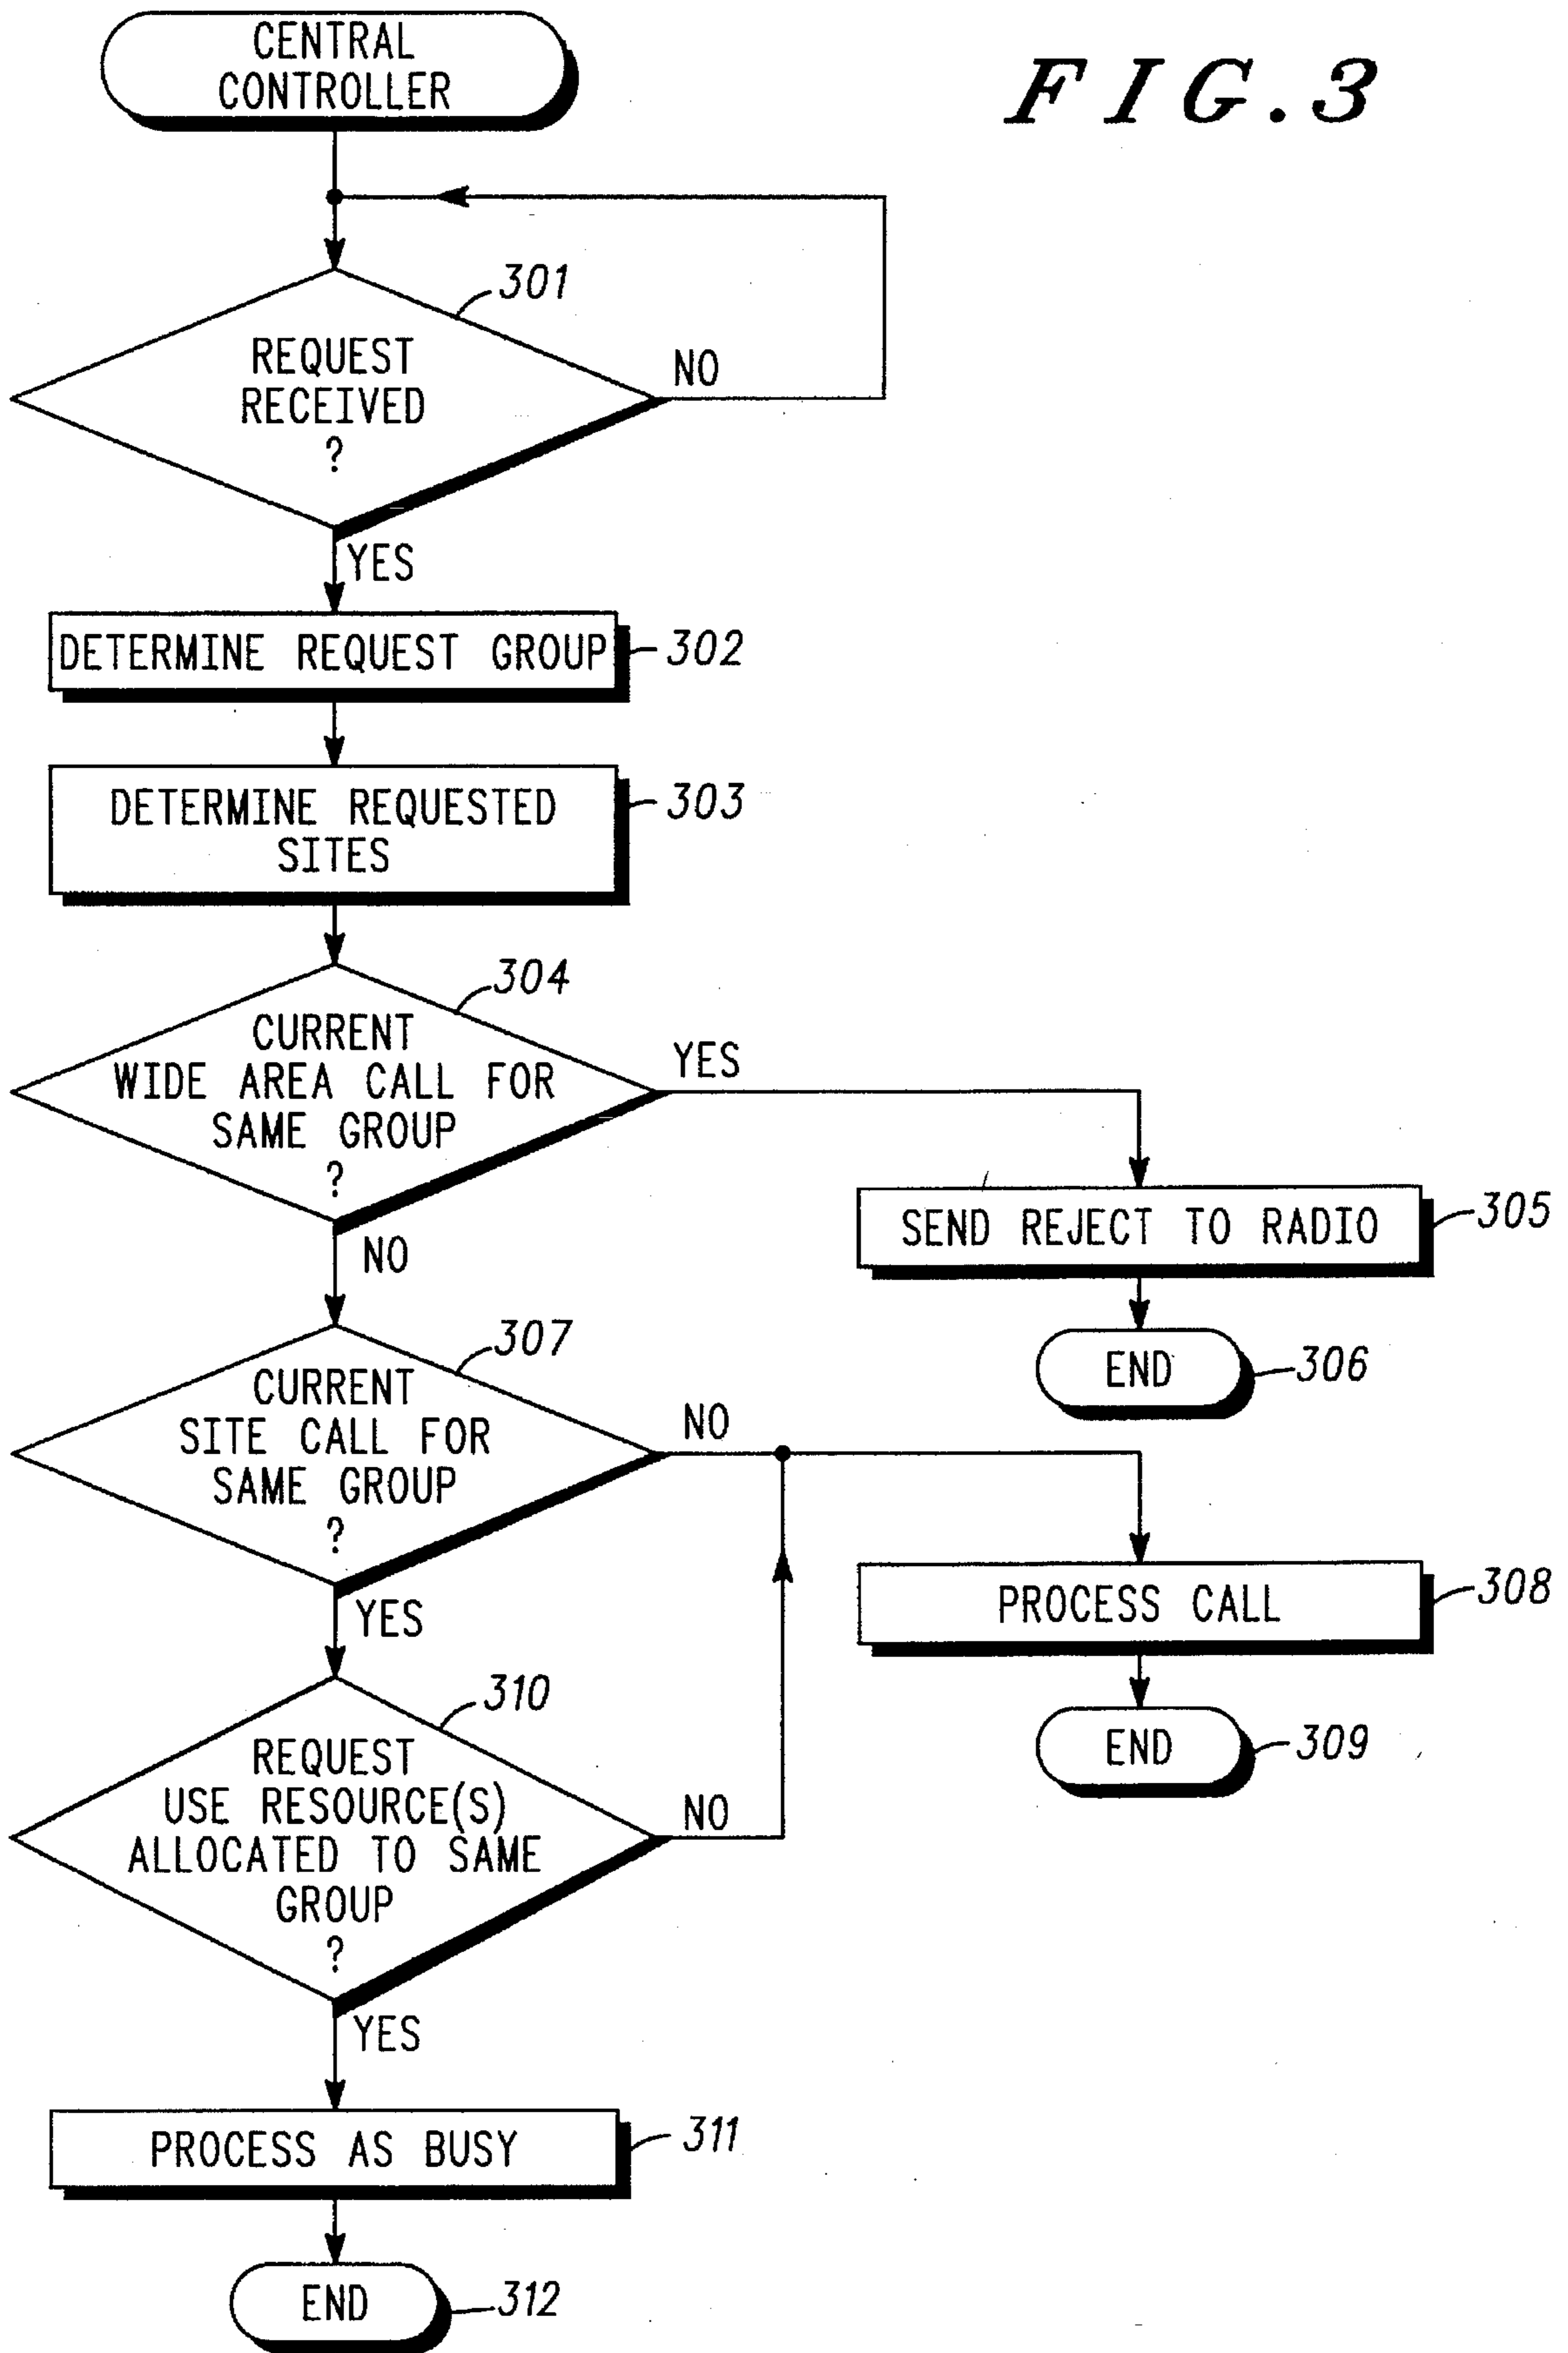 CENTRAL
CONTROLLER
FIG.3
301
REQUEST
RECEIVED
?
NO
YES
DETERMINE REQUEST GROUP
302
DETERMINE REQUESTED
SITES
303
304
CURRENT
WIDE AREA CALL FOR
SAME GROUP
?
YES
NO
SEND REJECT TO RADIO
305
END
306
307
CURRENT
SITE CALL FOR
SAME GROUP
?
NO
YES
PROCESS CALL
308
END
309
310
REQUEST
USE RESOURCE(S)
ALLOCATED TO SAME
GROUP
?
NO
YES
PROCESS AS BUSY
311
END
312